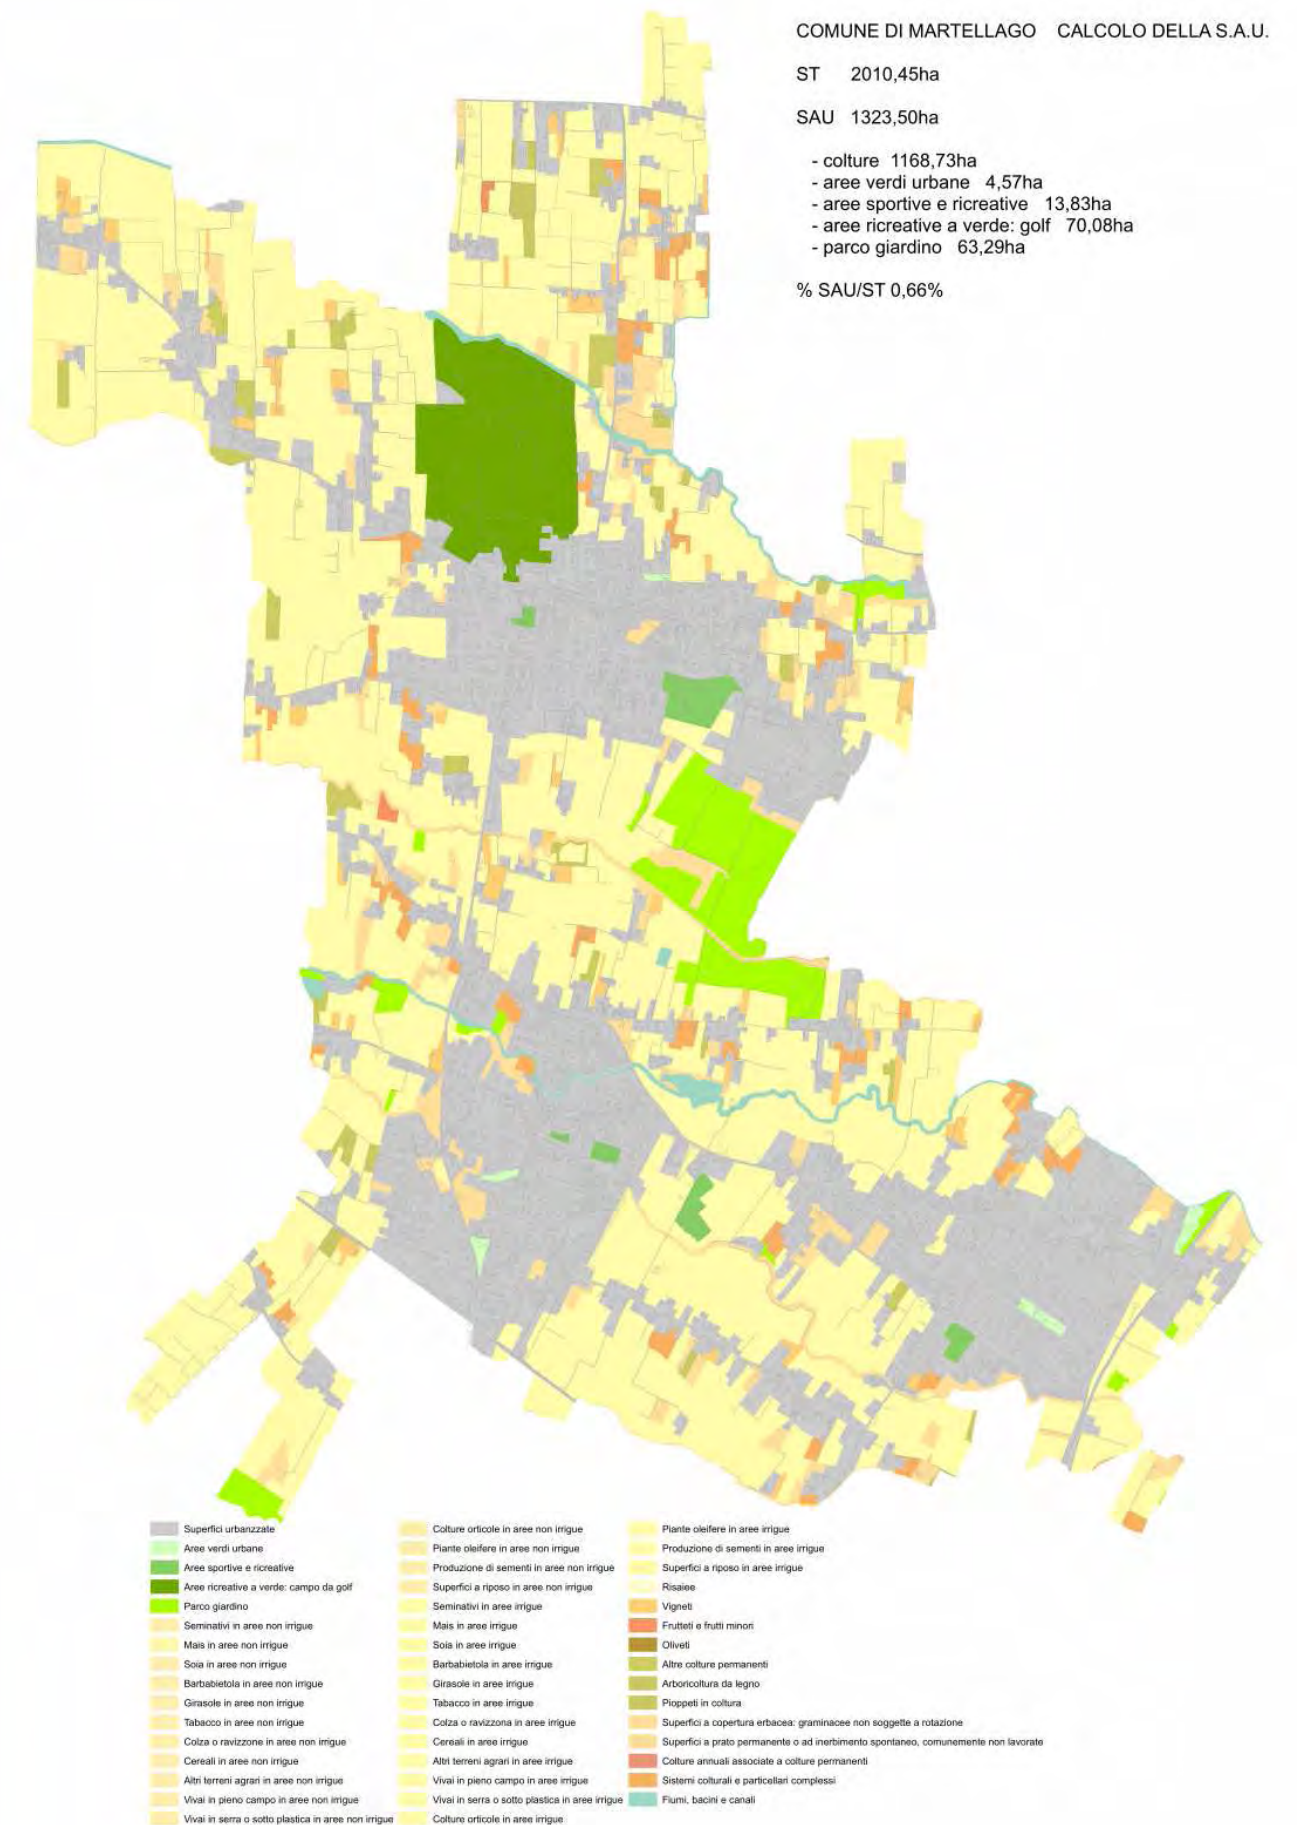 COMUNE DI MARTELLAGO CALCOLO DELLA S.A.U.
ST 2010,45ha
SAU 1323,50ha
- colture 1168,73ha
- aree verdi urbane 4,57ha
- aree sportive e ricreative 13,83ha
- aree ricreative a verde: golf 70,08ha
- parco giardino 63,29ha
% SAU/ST 0,66%
Superfici urbanzzate
Aree verdi urbane
Aree sportive e ricreative
Aree ricreative a verde: campo da golf
Parco giardino
Seminativi in aree non irrigue
Mais in aree non irrigue
Soia in aree non irrigue
Barbabietola in aree non irrigue
Girasole in aree non irrigue
Tabacco in aree non irrigue
Colza o ravizzone in aree non irrigue
Cereali in aree non irrigue
Altri terreni agrari in aree non irrigue
Vivai in pieno campo in aree non irrigue
Vivai in serra o sotto plastica in aree non irrigue
Colture orticole in aree non irrigue
Piante oleifere in aree non irrigue
Produzione di sementi in aree non irrigue
Superfici a riposo in aree non irrigue
Seminativi in aree irrigue
Mais in aree irrigue
Soia in aree irrigue
Barbabietola in aree irrigue
Girasole in aree irrigue
Tabacco in aree irrigue
Colza o ravizzona in aree irrigue
Cereali in aree irrigue
Altri terreni agrari in aree irrigue
Vivai in pieno campo in aree irrigue
Vivai in serra o sotto plastica in aree irrigue
Colture orticole in aree irrigue
Piante oleifere in aree irrigue
Produzione di sementi in aree irrigue
Superfici a riposo in aree irrigue
Risaiee
Vigneti
Frutteti e frutti minori
Oliveti
Altre colture permanenti
Arboricoltura da legno
Pioppeti in coltura
Superfici a copertura erbacea: graminacee non soggette a rotazione
Superfici a prato permanente o ad inerbimento spontaneo, comunemente non lavorate
Colture annuali associate a colture permanenti
Sistemi colturali e particellari complessi
Fiumi, bacini e canali